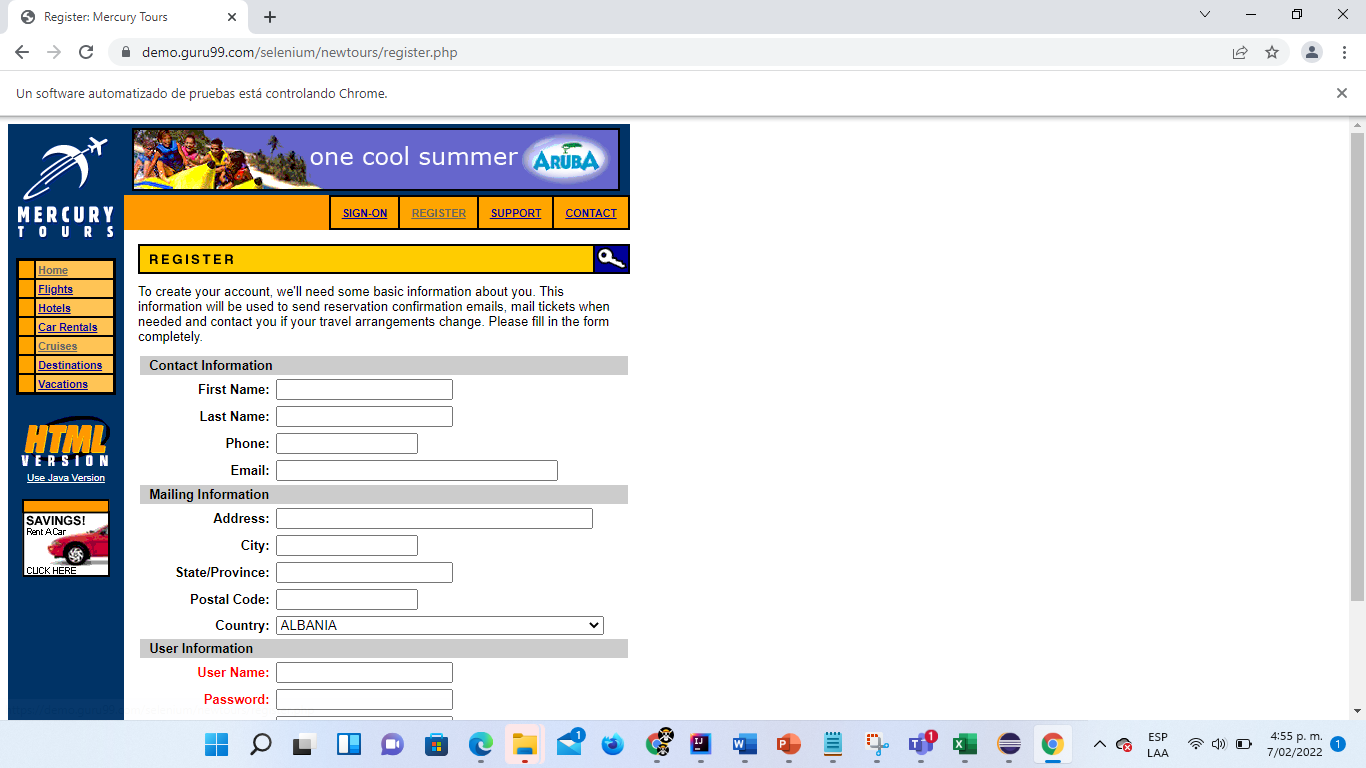 Register: Mercury Tours
demo.guru99.com/selenium/newtours/register.php
Un software automatizado de pruebas está controlando Chrome.
one cool summer ARUBA
MERCURY
TOURS
SIGN-ON REGISTER SUPPORT CONTACT
REGISTER
Home
Flights
Hotels
Car Rentals
Cruises
Destinations
Vacations
HTML
VERSION
Use Java Version
SAVINGS!
Rent A Car
CLICK HERE
To create your account, we'll need some basic information about you. This
information will be used to send reservation confirmation emails, mail tickets when
needed and contact you if your travel arrangements change. Please fill in the form
completely.
Contact Information
First Name:
Last Name:
Phone:
Email:
Mailing Information
Address:
City:
State/Province:
Postal Code:
Country: ALBANIA
User Information
User Name:
Password:
1
1
ESP
LAA
4:55 p. m.
7/02/2022
1